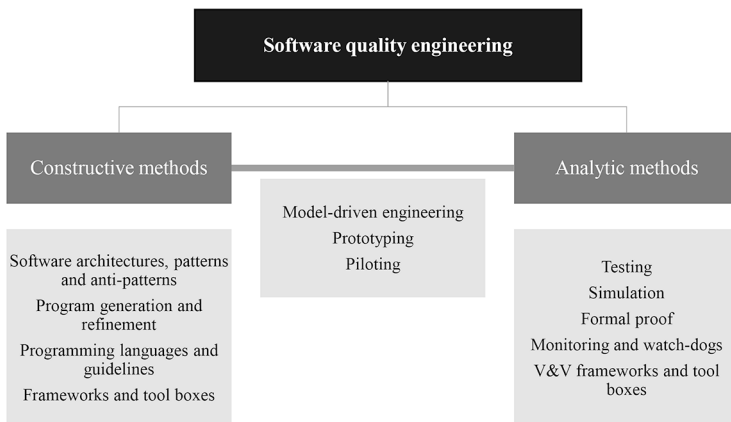 Software quality engineering
Constructive methods
Analytic methods
Model-driven engineering
Prototyping
Piloting
Software architectures, patterns
and anti-patterns
Program generation and
refinement
Programming languages and
guidelines
Frameworks and tool boxes
Testing
Simulation
Formal proof
Monitoring and watch-dogs
V&V frameworks and tool
boxes